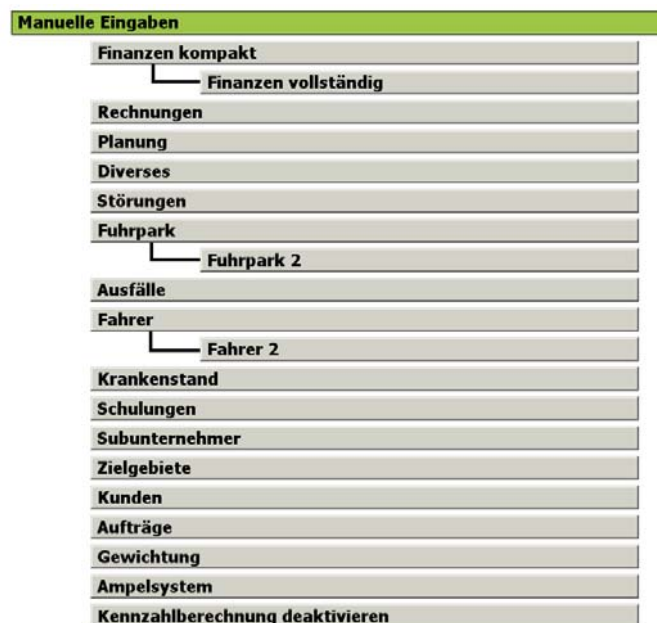 Manuelle Eingaben
Finanzen kompakt
Finanzen vollständig
Rechnungen
Planung
Diverses
Störungen
Fuhrpark
Fuhrpark 2
Ausfälle
Fahrer
Fahrer 2
Krankenstand
Schulungen
Subunternehmer
Zielgebiete
Kunden
Aufträge
Gewichtung
Ampelsystem
Kennzahlberechnung deaktivieren